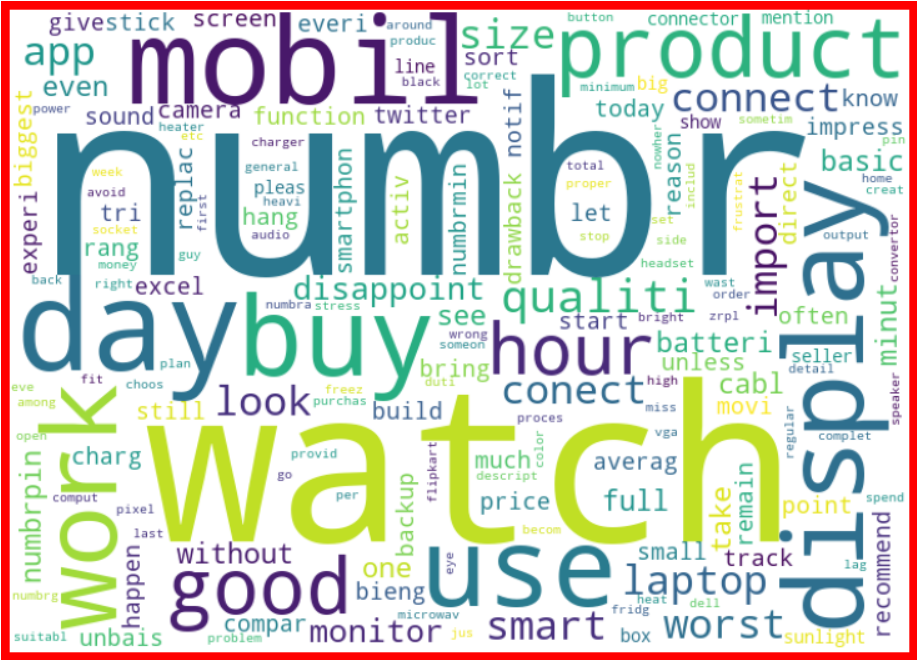 give stick screen everi size product button connector mention
app mobil around produc line black sort correct lot minimum big connect know
even power sound camera function twitter notif today show sometim impress
biggest heater etc numbr charger nowher pin basic
week replac general pleas hang smartphon activ numbrmin drawback total proper let reason direct home creat
experi avoid tri socket first heavi audio stop set side includ frustrat import output convertor
rang guy headset display
back money right excel numbra disappoint stress see qualiti wast order often minut
day buy wrong someon start bright zrpl batteri seller
plan hour bring unless detail
eve fit choos freez duti conect high cabl
among work still look purchas build miss movi regular speaker
open charg watch proces vga averag complet
numbrpin comput pixel go provid flipkart much descript color full point spend
last per backup price take remain
without becom small track lag recommend
numbrg happen good one bieng eye use laptop
suitabl unbais compar problem monitor microwav jus smart heat fridg box dell worst sunlight